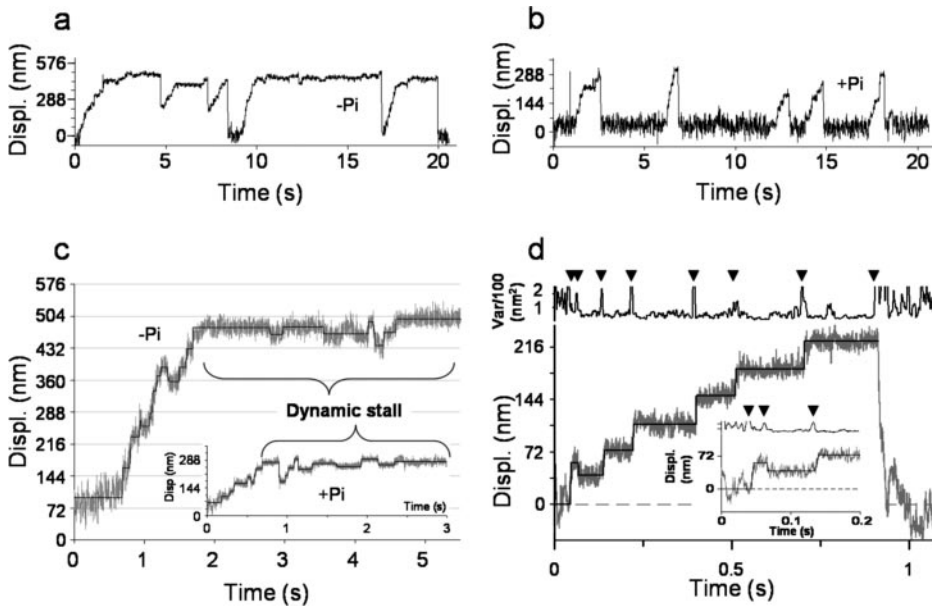 a
Displ. (nm)
576
288
0
-Pi
0 5 10 15 20
Time (s)
b
Displ. (nm)
288
144
0
+Pi
0 5 10 15 20
Time (s)
c
Displ. (nm)
576
504
432
360
288
216
144
72
0
-Pi
Dynamic stall
Disp (nm)
288
144
0
+Pi
Time (s)
0 1 2 3
0 1 2 3 4 5
Time (s)
d
Var/100
(nm²)
2
1
Displ. (nm)
216
144
72
0
Displ.
(nm)
72
0
0 0.1 0.2
Time (s)
0 0.5 1
Time (s)